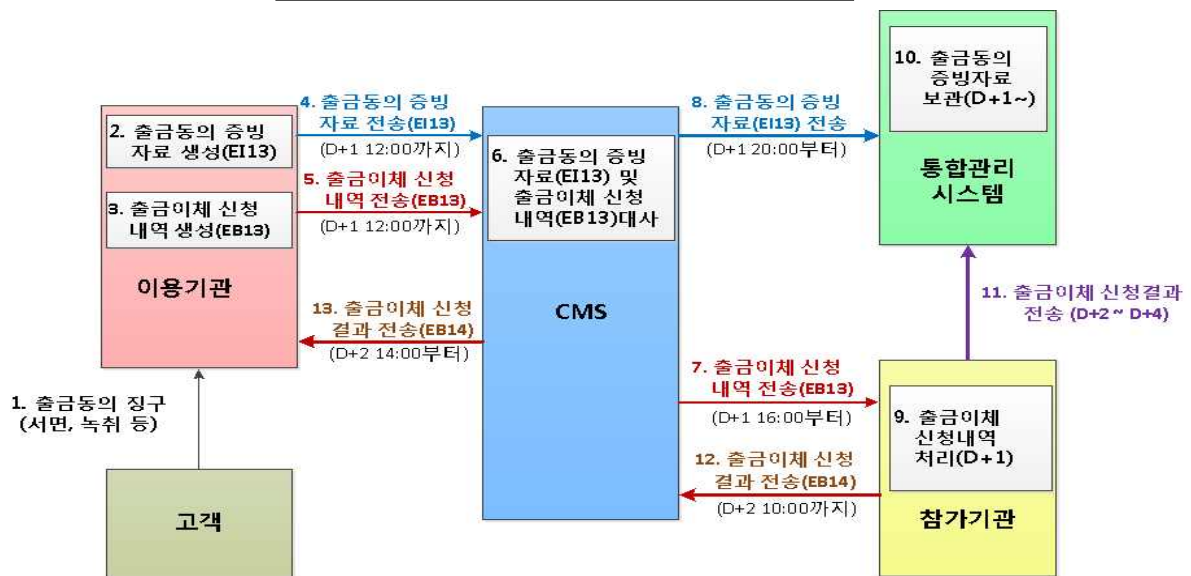 1. 출금동의 징구
(서면, 녹취 등)
고객
2. 출금동의 증빙
자료 생성(EI13)
3. 출금이체 신청
내역 생성(EB13)
이용기관
4. 출금동의 증빙
자료 전송(EI13)
(D+1 12:00까지)
5. 출금이체 신청
내역 전송(EB13)
(D+1 12:00까지)
6. 출금동의 증빙
자료(EI13) 및
출금이체 신청
내역(EB13)대사
CMS
7. 출금이체 신청
내역 전송(EB13)
(D+1 16:00부터)
8. 출금동의 증빙
자료(EI13) 전송
(D+1 20:00부터)
9. 출금이체
신청내역
처리(D+1)
참가기관
10. 출금동의
증빙자료
보관(D+1~)
통합관리
시스템
11. 출금이체 신청결과
전송 (D+2 ~ D+4)
12. 출금이체 신청
결과 전송(EB14)
(D+2 10:00까지)
13. 출금이체 신청
결과 전송(EB14)
(D+2 14:00부터)